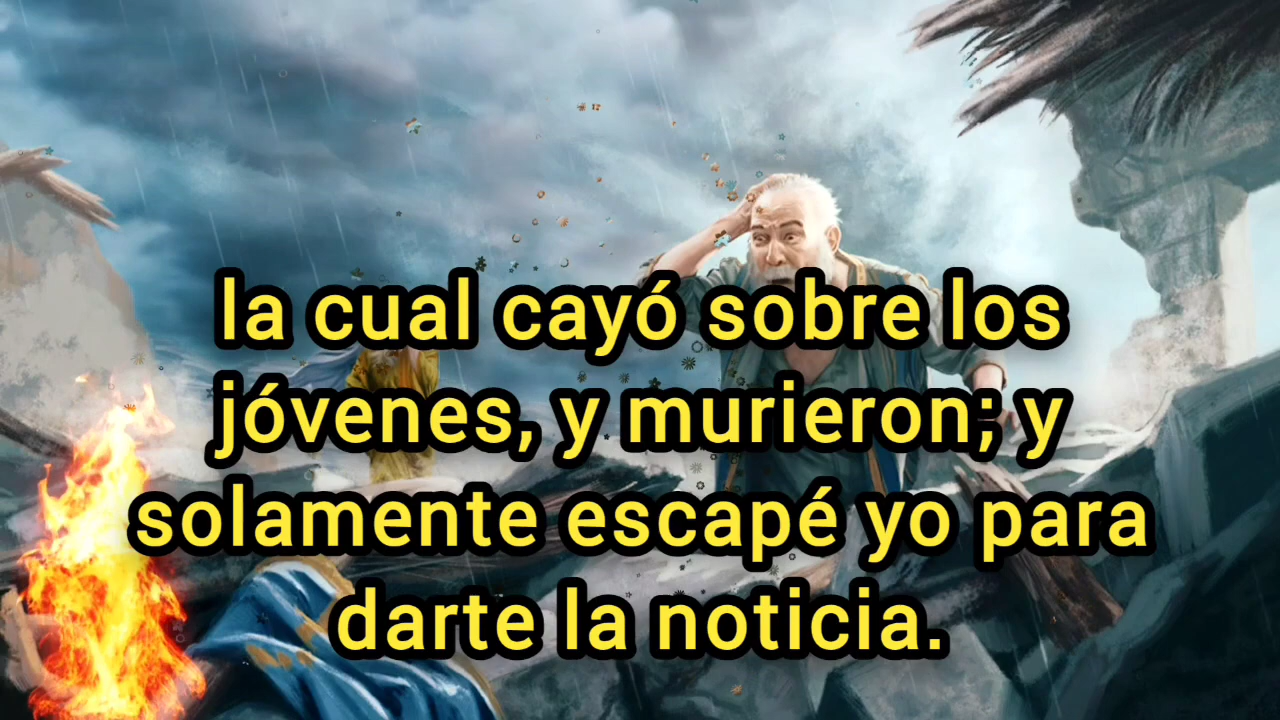 la cual cayó sobre los
jóvenes, y murieron; y
solamente escapé yo para
darte la noticia.